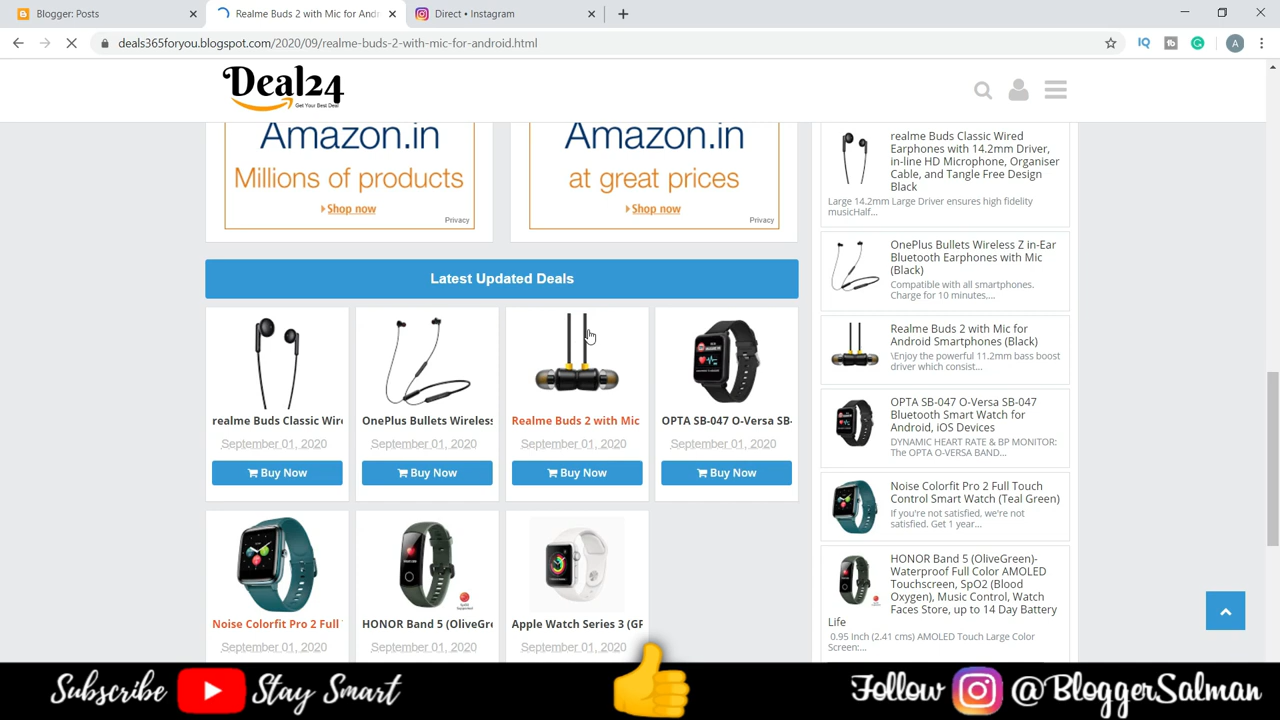 Blogger: Posts
Realme Buds 2 with Mic for And
Direct • Instagram
deals365foryou.blogspot.com/2020/09/realme-buds-2-with-mic-for-android.html
IQ
A
Deal24
Get Your Best Deal
Amazon.in
Millions of products
Shop now
Privacy
Amazon.in
at great prices
Shop now
Privacy
Latest Updated Deals
realme Buds Classic Wir
September 01, 2020
Buy Now
OnePlus Bullets Wireless
September 01, 2020
Buy Now
Realme Buds 2 with Mic
September 01, 2020
Buy Now
OPTA SB-047 O-Versa SB-
September 01, 2020
Buy Now
Noise Colorfit Pro 2 Full
September 01, 2020
HONOR Band 5 (OliveGre
September 01, 2020
Apple Watch Series 3 (GP
September 01, 2020
realme Buds Classic Wired
Earphones with 14.2mm Driver,
in-line HD Microphone, Organiser
Cable, and Tangle Free Design
Black
Large 14.2mm Large Driver ensures high fidelity
musicHalf...
OnePlus Bullets Wireless Z in-Ear
Bluetooth Earphones with Mic
(Black)
Compatible with all smartphones.
Charge for 10 minutes,...
Realme Buds 2 with Mic for
Android Smartphones (Black)
\Enjoy the powerful 11.2mm bass boost
driver which consist...
OPTA SB-047 O-Versa SB-047
Bluetooth Smart Watch for
Android, iOS Devices
DYNAMIC HEART RATE & BP MONITOR:
The OPTA O-VERSA BAND...
Noise Colorfit Pro 2 Full Touch
Control Smart Watch (Teal Green)
If you're not satisfied, we're not
satisfied. Get 1 year...
HONOR Band 5 (OliveGreen)-
Waterproof Full Color AMOLED
Touchscreen, SpO2 (Blood
Oxygen), Music Control, Watch
Faces Store, up to 14 Day Battery
Life
0.95 Inch (2.41 cms) AMOLED Touch Large Color
Screen:...
Subscribe
Stay Smart
Follow
@BloggerSalman